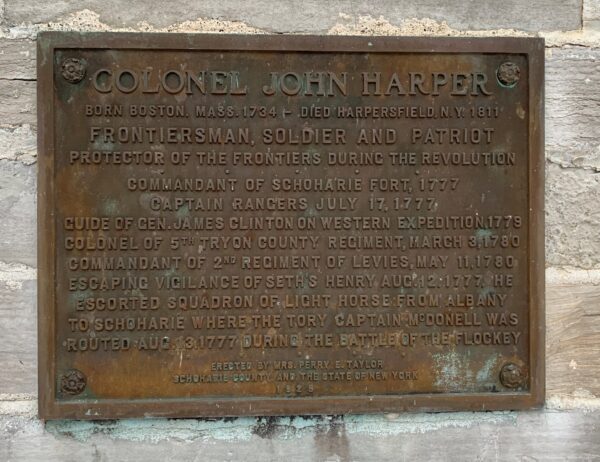 COLONEL JOHN HARPER
BORN BOSTON, MASS. 1734 - DIED HARPERSFIELD, N.Y. 1811
FRONTIERSMAN, SOLDIER AND PATRIOT
PROTECTOR OF THE FRONTIERS DURING THE REVOLUTION
COMMANDANT OF SCHOHARIE FORT, 1777
CAPTAIN RANGERS JULY 17, 1777
GUIDE OF GEN. JAMES CLINTON ON WESTERN EXPEDITION 1779
COLONEL OF 5TH TRYON COUNTY REGIMENT, MARCH 3, 1780
COMMANDANT OF 2ND REGIMENT OF LEVIES, MAY 11, 1780
ESCAPING VIGILANCE OF SETH'S HENRY AUG. 12, 1777, HE
ESCORTED SQUADRON OF LIGHT HORSE FROM ALBANY
TO SCHOHARIE WHERE THE TORY CAPTAIN McDONELL WAS
ROUTED AUG. 13, 1777 DURING THE BATTLE OF THE FLOCKEY
ERECTED BY MRS. PERRY E. TAYLOR
SCHOHARIE COUNTY AND THE STATE OF NEW YORK